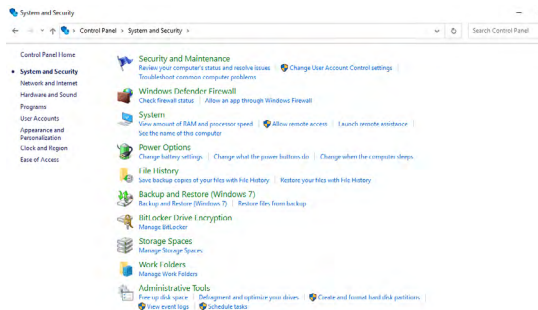 System and Security
Control Panel > System and Security >
Search Control Panel
Control Panel Home
System and Security
Network and Internet
Hardware and Sound
Programs
User Accounts
Appearance and
Personalization
Clock and Region
Ease of Access
Security and Maintenance
Review your computer's status and resolve issues | Change User Account Control settings |
Troubleshoot common computer problems
Windows Defender Firewall
Check firewall status | Allow an app through Windows Firewall
System
View amount of RAM and processor speed | Allow remote access | Launch remote assistance |
See the name of this computer
Power Options
Change battery settings | Change what the power buttons do | Change when the computer sleeps
File History
Save backup copies of your files with File History | Restore your files with File History
Backup and Restore (Windows 7)
Backup and Restore (Windows 7) | Restore files from backup
BitLocker Drive Encryption
Manage BitLocker
Storage Spaces
Manage Storage Spaces
Work Folders
Manage Work Folders
Administrative Tools
Free up disk space | Defragment and optimize your drives | Create and format hard disk partitions |
View event logs | Schedule tasks